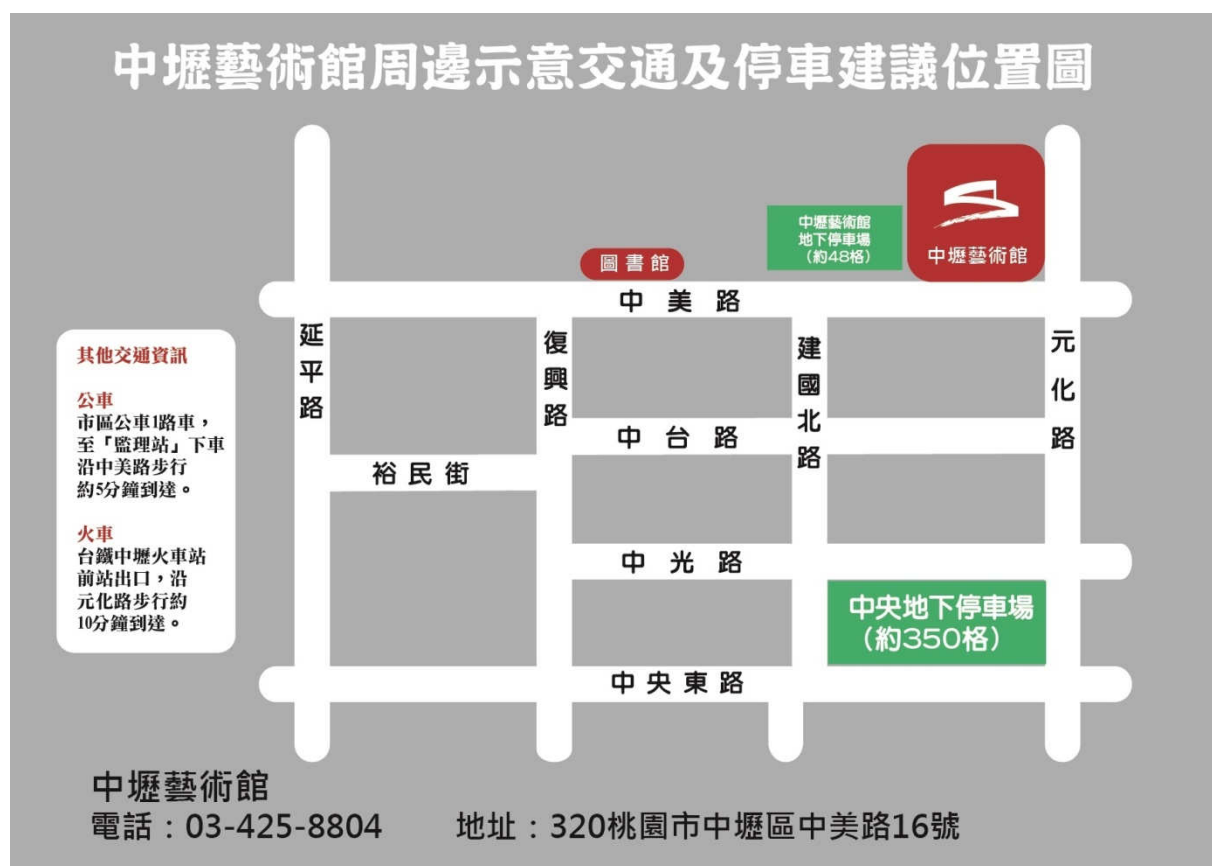 中壢藝術館周邊示意交通及停車建議位置圖
中壢藝術館
地下停車場
（約48格）
中壢藝術館
圖書館
中美路
延平路
復興路
建國北路
元化路
其他交通資訊
公車
市區公車1路車，
至「監理站」下車
沿中美路步行
約5分鐘到達。
火車
台鐵中壢火車站
前站出口，沿
元化路步行約
10分鐘到達。
中台路
裕民街
中光路
中央地下停車場
（約350格）
中央東路
中壢藝術館
電話：03-425-8804 地址：320桃園市中壢區中美路16號